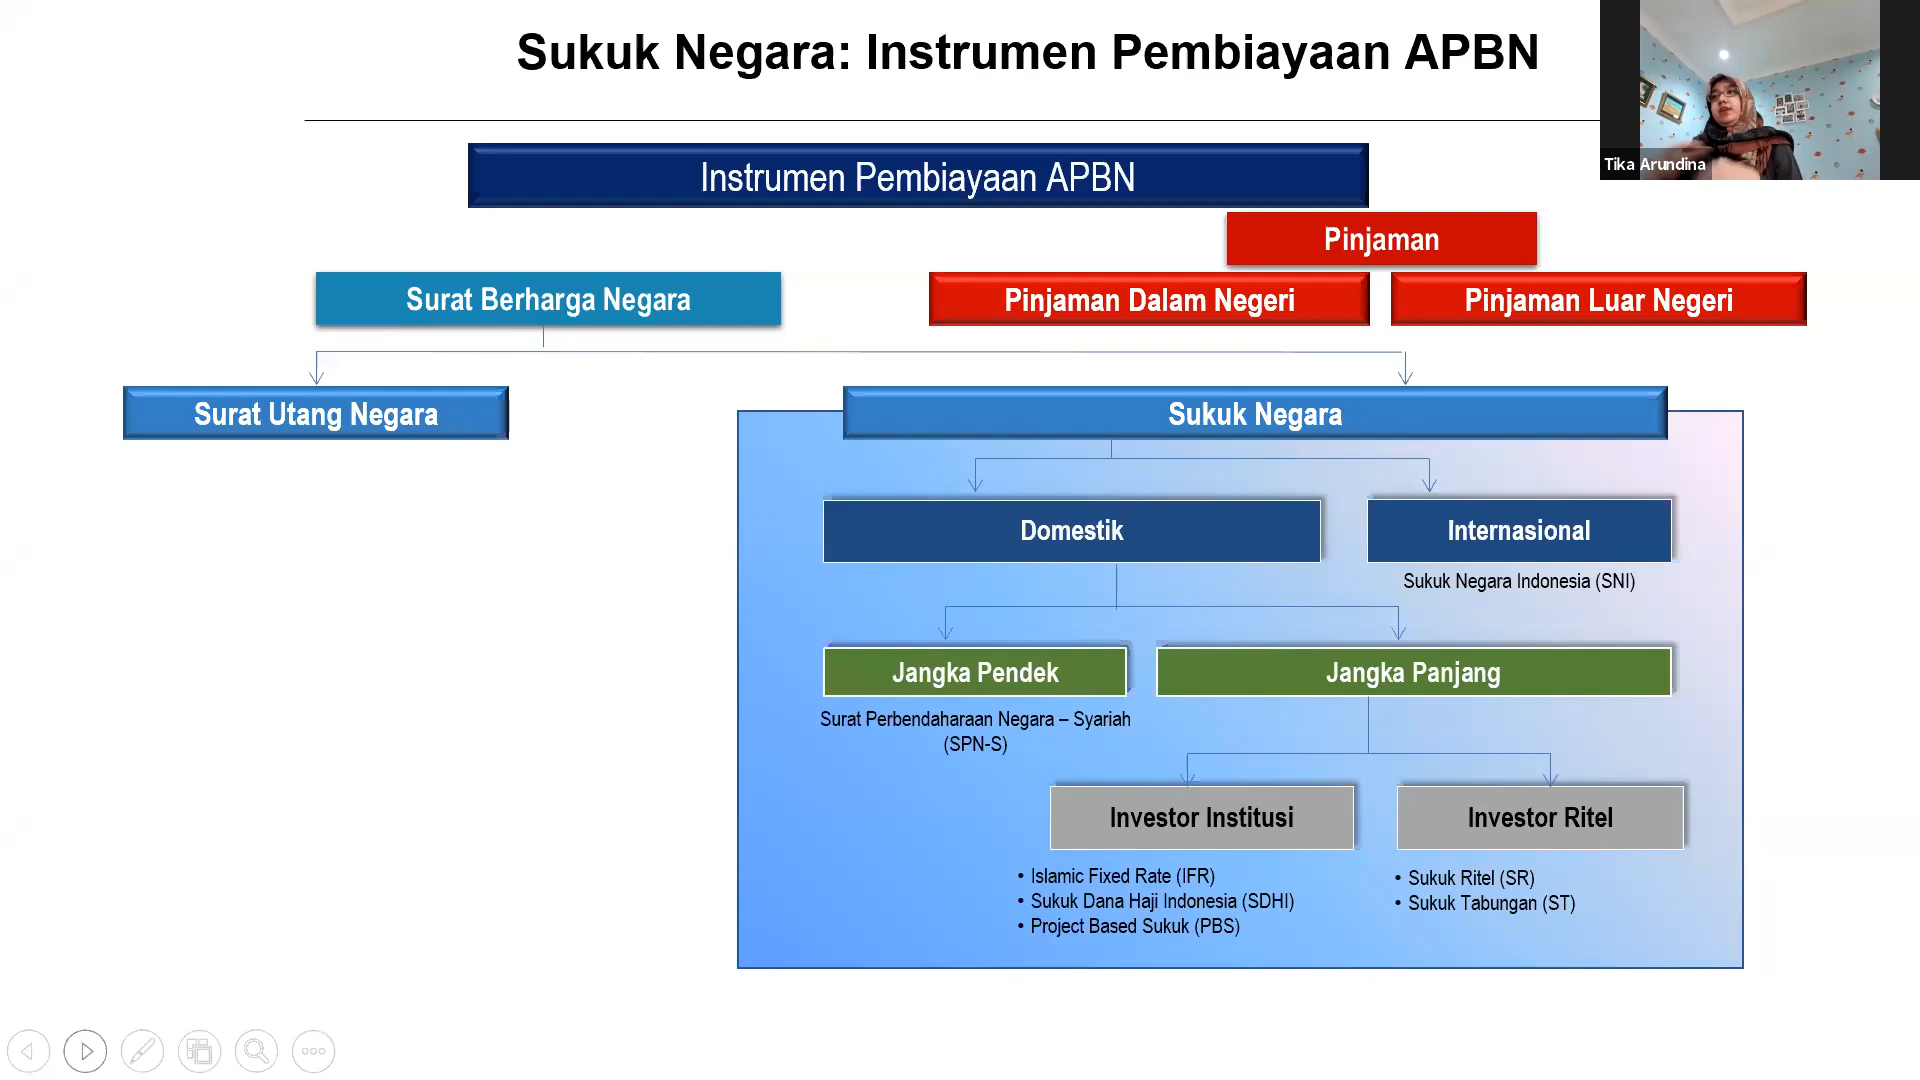 Sukuk Negara: Instrumen Pembiayaan APBN
Tika Arundina
Instrumen Pembiayaan APBN
Pinjaman
Surat Berharga Negara
Pinjaman Dalam Negeri
Pinjaman Luar Negeri
Surat Utang Negara
Sukuk Negara
Domestik
Internasional
Sukuk Negara Indonesia (SNI)
Jangka Pendek
Jangka Panjang
Surat Perbendaharaan Negara – Syariah
(SPN-S)
Investor Institusi
Investor Ritel
• Islamic Fixed Rate (IFR)
• Sukuk Dana Haji Indonesia (SDHI)
• Project Based Sukuk (PBS)
• Sukuk Ritel (SR)
• Sukuk Tabungan (ST)